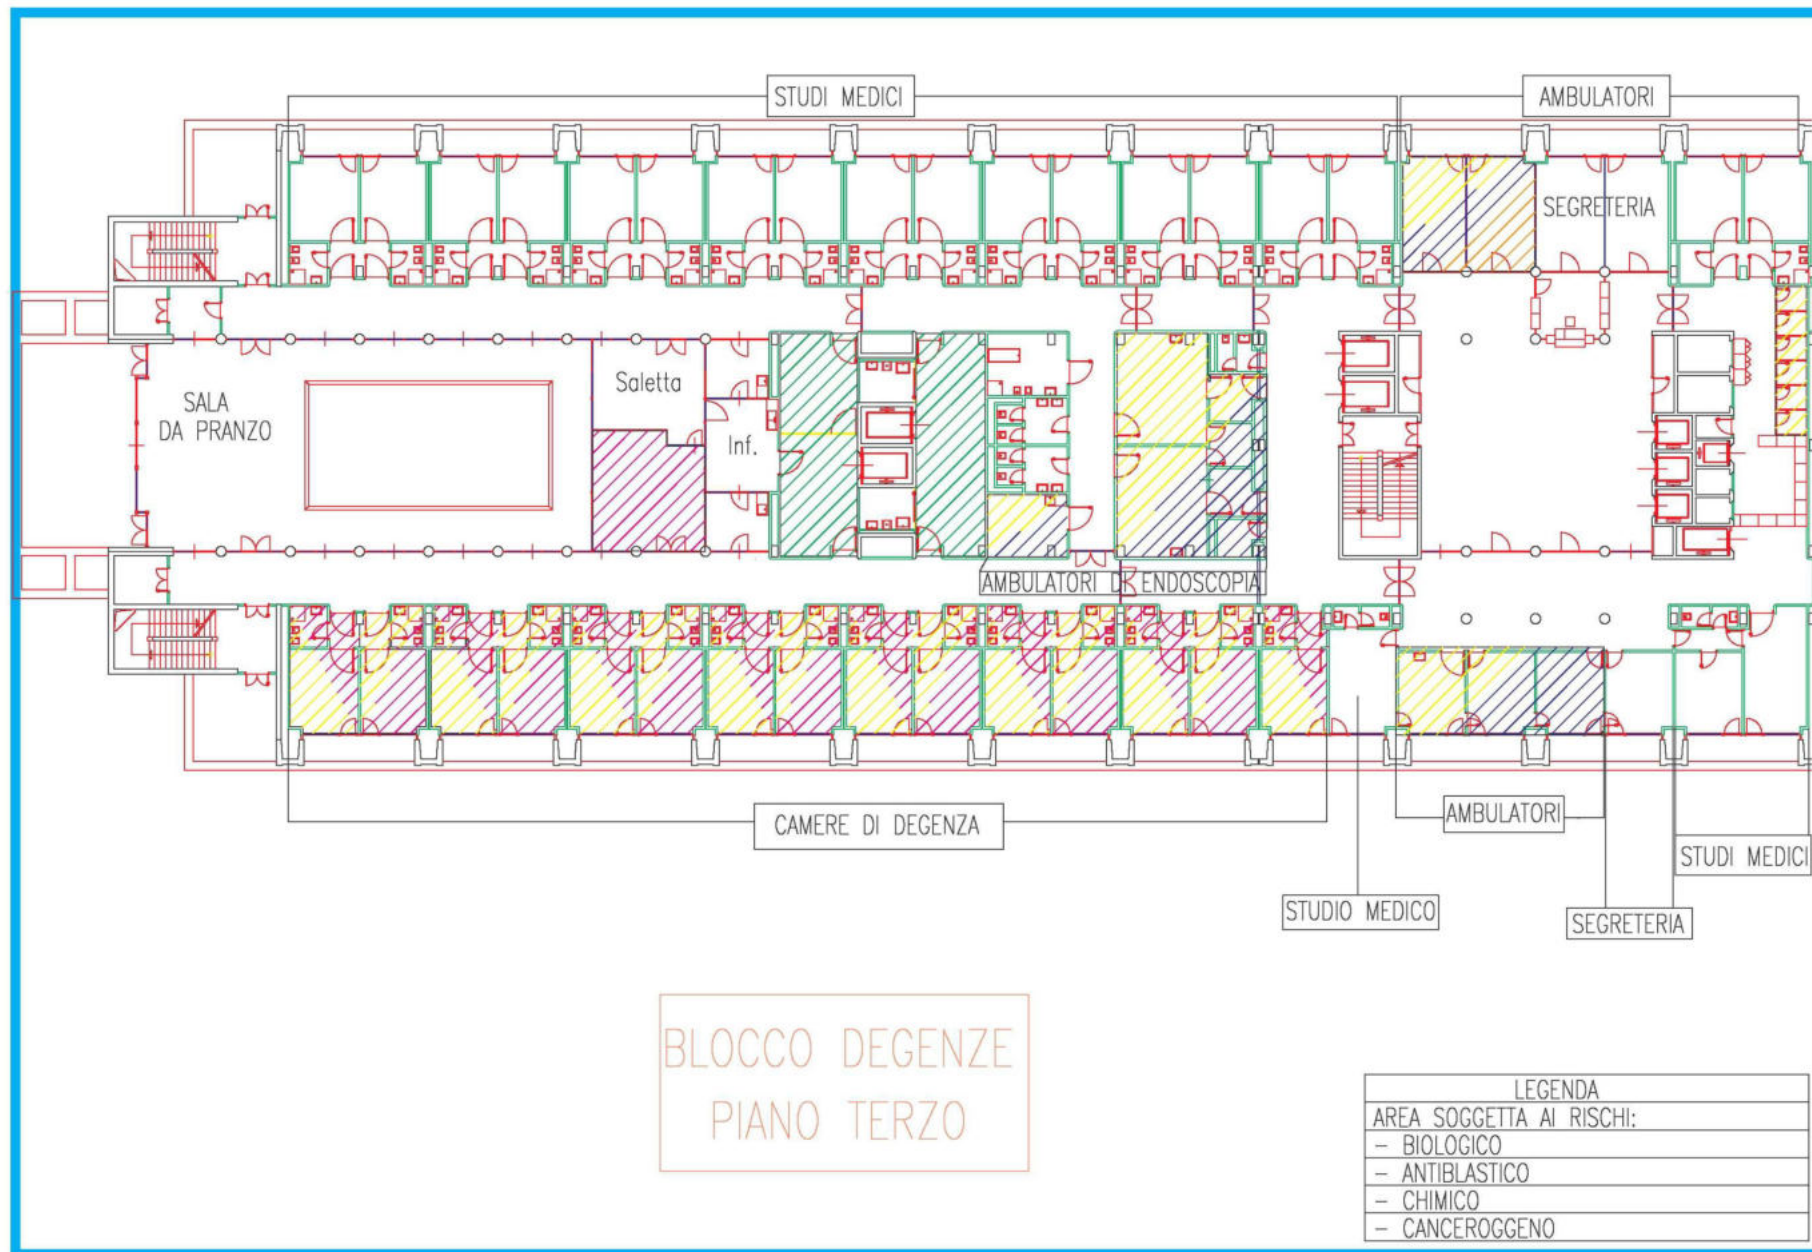 STUDI MEDICI
AMBULATORI
SEGRETERIA
Saletta
SALA
DA PRANZO
Inf.
AMBULATORI DI ENDOSCOPIA
CAMERE DI DEGENZA
AMBULATORI
STUDI MEDICI
STUDIO MEDICO
SEGRETERIA
BLOCCO DEGENZE
PIANO TERZO
LEGENDA
AREA SOGGETTA AI RISCHI:
– BIOLOGICO
– ANTIBLASTICO
– CHIMICO
– CANCEROGGENO